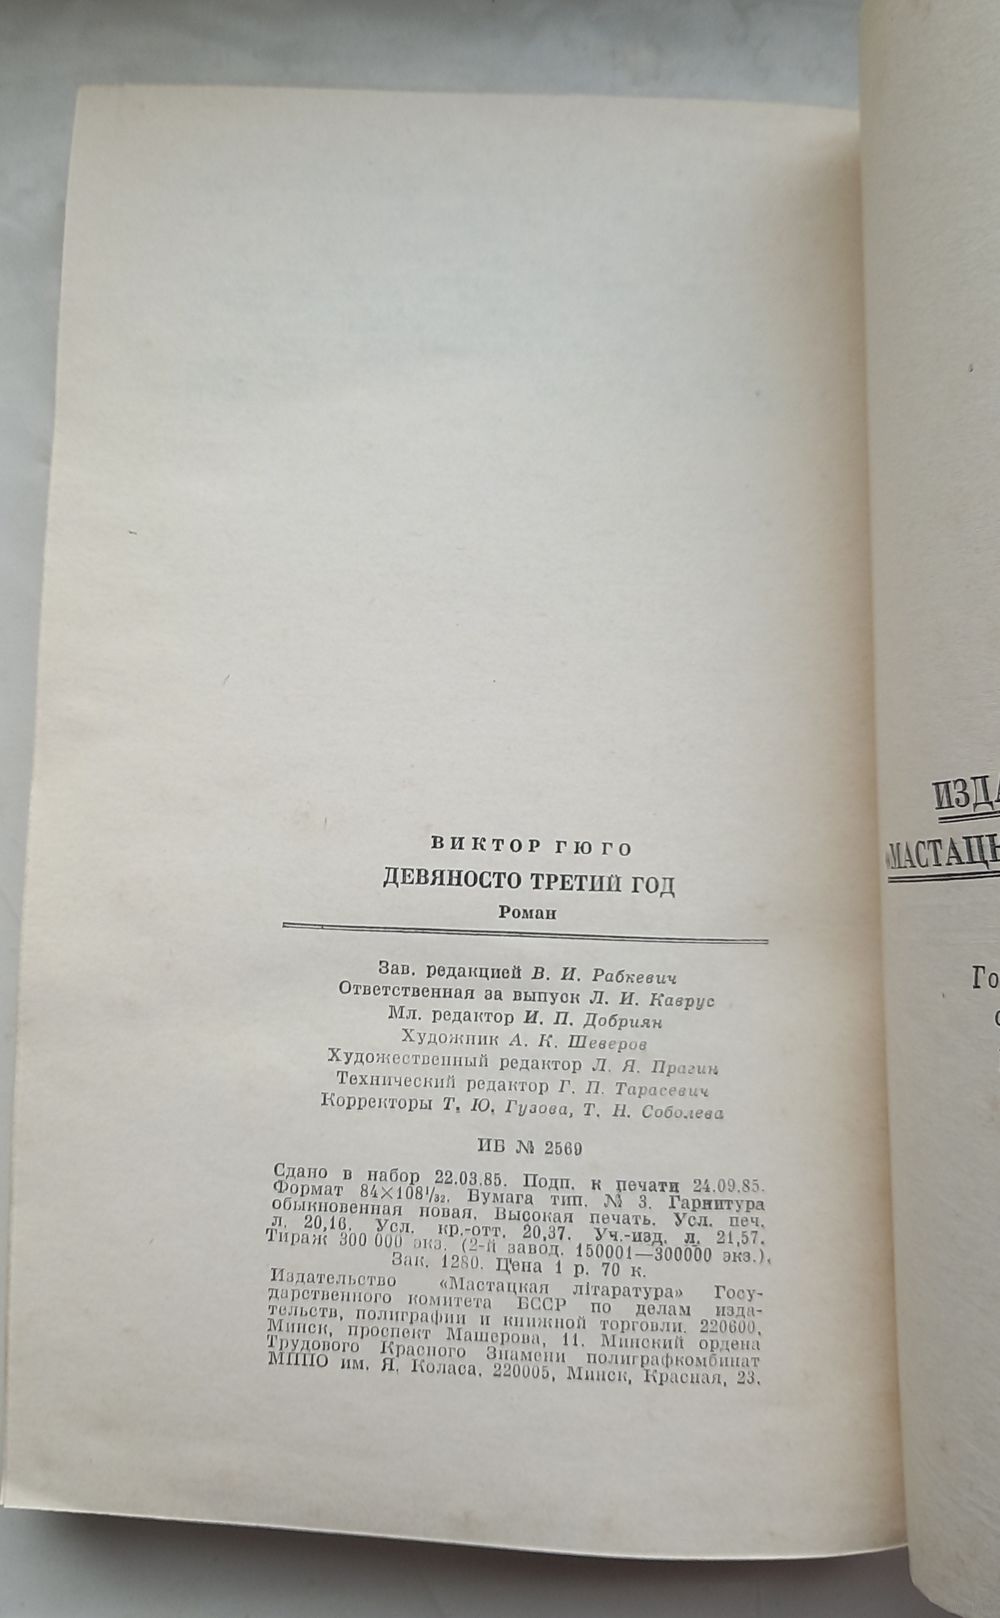 ВИКТОР ГЮГО
ДЕВЯНОСТО ТРЕТИЙ ГОД
Роман
Зав. редакцией В. И. Рабкевич
Ответственная за выпуск Л. И. Каврус
Мл. редактор И. П. Добриян
Художник А. К. Шеверов
Художественный редактор Л. Я. Прагин
Технический редактор Г. П. Тарасевич
Корректоры Т. Ю. Гузова, Т. Н. Соболева
ИБ № 2569
Сдано в набор 22.03.85. Подп. к печати 24.09.85.
Формат 84×108¹/₃₂. Бумага тип. № 3. Гарнитура
обыкновенная новая. Высокая печать. Усл. печ.
л. 20,16. Усл. кр.-отт. 20,37. Уч.-изд. л. 21,57.
Тираж 300 000 экз. (2-й завод. 150001—300000 экз.).
Зак. 1280. Цена 1 р. 70 к.
Издательство «Мастацкая літаратура» Госу-
дарственного комитета БССР по делам изда-
тельств, полиграфии и книжной торговли. 220600,
Минск, проспект Машерова, 11. Минский ордена
Трудового Красного Знамени полиграфкомбинат
МППО им. Я. Коласа. 220005, Минск, Красная, 23.
ИЗДА
«МАСТАЦК
Го